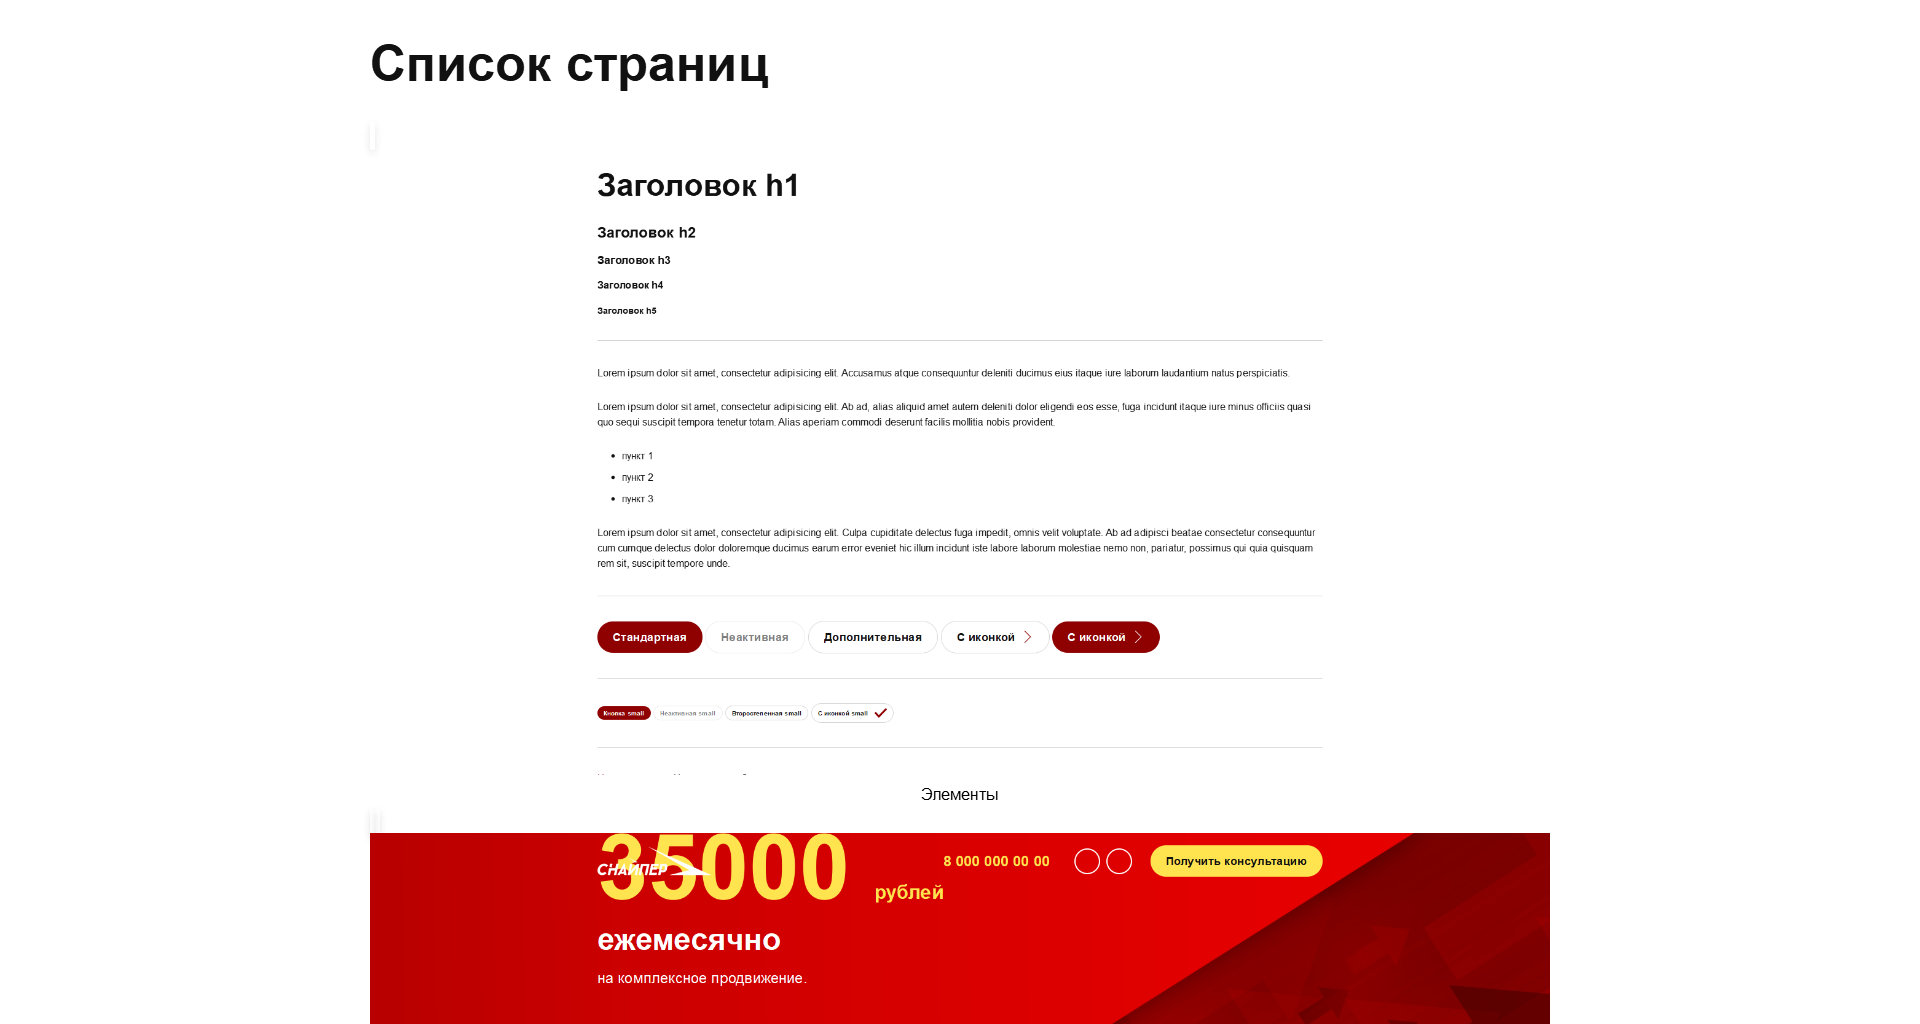 Список страниц
Заголовок h1
Заголовок h2
Заголовок h3
Заголовок h4
Заголовок h5
Lorem ipsum dolor sit amet, consectetur adipisicing elit. Accusamus atque consequuntur deleniti ducimus eius itaque iure laborum laudantium natus perspiciatis.
Lorem ipsum dolor sit amet, consectetur adipisicing elit. Ab ad, alias aliquid amet autem deleniti dolor eligendi eos esse, fuga incidunt itaque iure minus officiis quasi
quo sequi suscipit tempora tenetur totam. Alias aperiam commodi deserunt facilis mollitia nobis provident.
пункт 1
пункт 2
пункт 3
Lorem ipsum dolor sit amet, consectetur adipisicing elit. Culpa cupiditate delectus fuga impedit, omnis velit voluptate. Ab ad adipisci beatae consectetur consequuntur
cum cumque delectus dolor doloremque ducimus earum error eveniet hic illum incidunt iste labore laborum molestiae nemo non, pariatur, possimus qui quia quisquam
rem sit, suscipit tempore unde.
Стандартная Неактивная Дополнительная С иконкой С иконкой
Кнопка small Неактивная small Второстепенная small С иконкой small
Элементы
35000 рублей
СНАЙПЕР
8 000 000 00 00
Получить консультацию
ежемесячно
на комплексное продвижение.